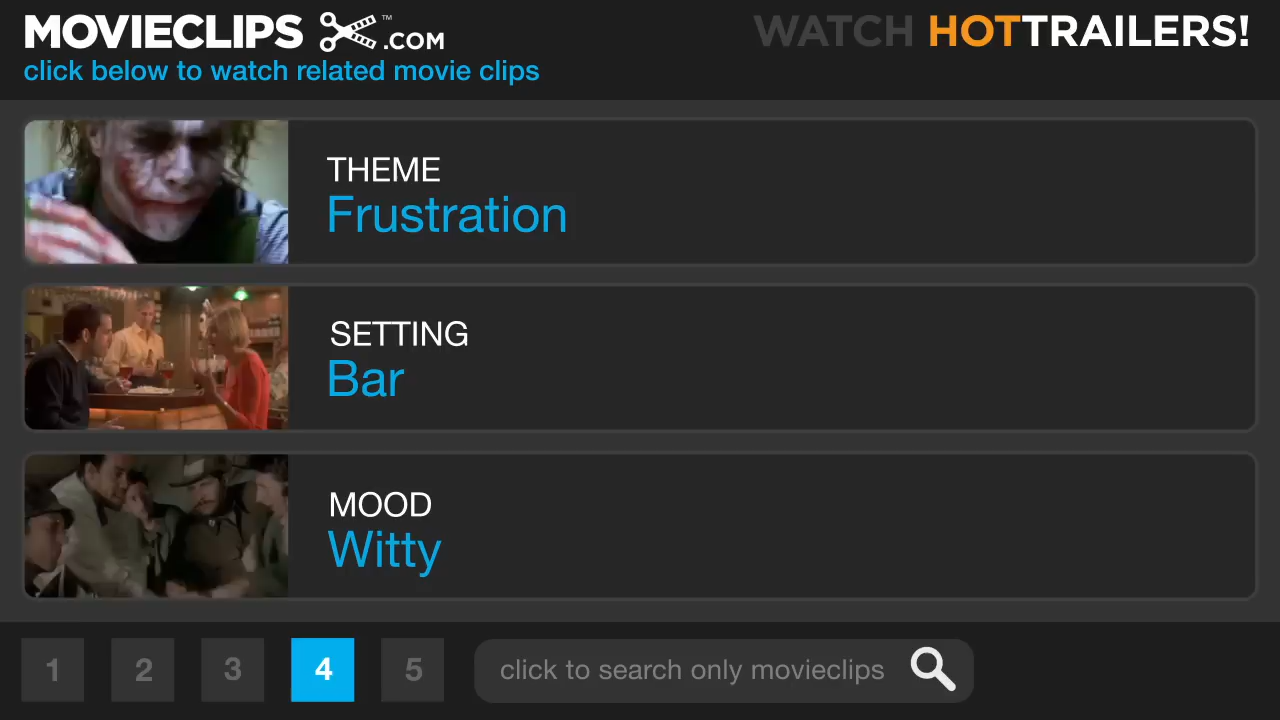 MOVIECLIPS ™ .COM
WATCH HOTTRAILERS!
click below to watch related movie clips
THEME
Frustration
SETTING
Bar
MOOD
Witty
1 2 3 4 5
click to search only movieclips